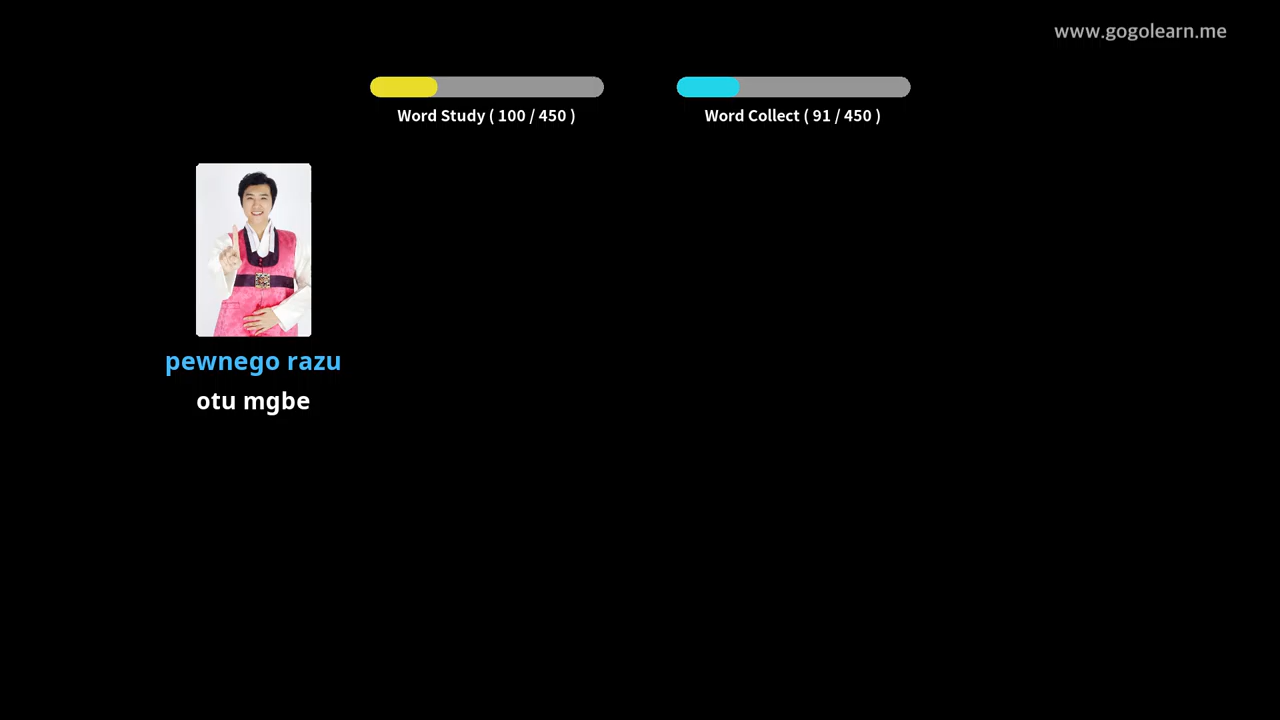 www.gogolearn.me
Word Study ( 100 / 450 )
Word Collect ( 91 / 450 )
pewnego razu
otu mgbe